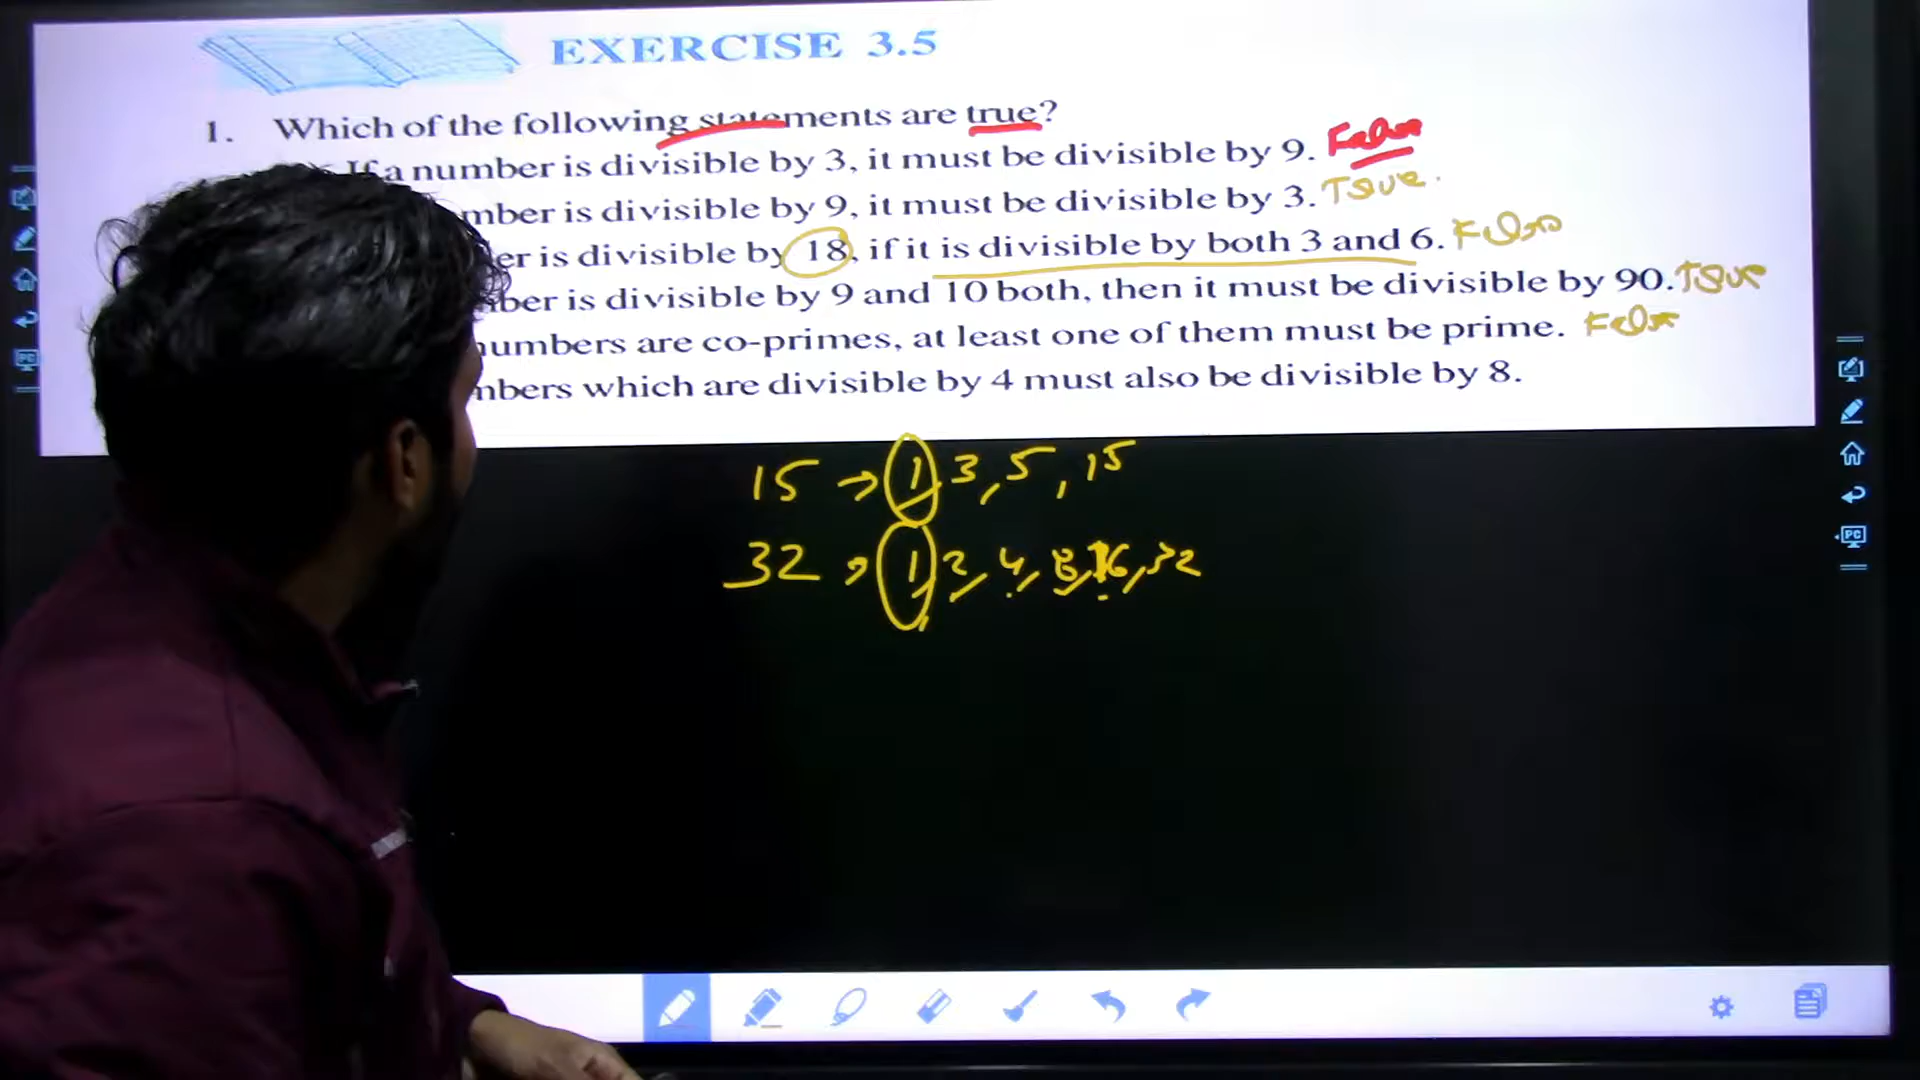 EXERCISE 3.5
1. Which of the following statements are true?
If a number is divisible by 3, it must be divisible by 9. False
mber is divisible by 9, it must be divisible by 3. True.
er is divisible by 18, if it is divisible by both 3 and 6. False
ber is divisible by 9 and 10 both, then it must be divisible by 90. True
numbers are co-primes, at least one of them must be prime. False
mbers which are divisible by 4 must also be divisible by 8.
15 → 1, 3, 5, 15
32 → 1, 2, 4, 8, 16, 32
PC
PC